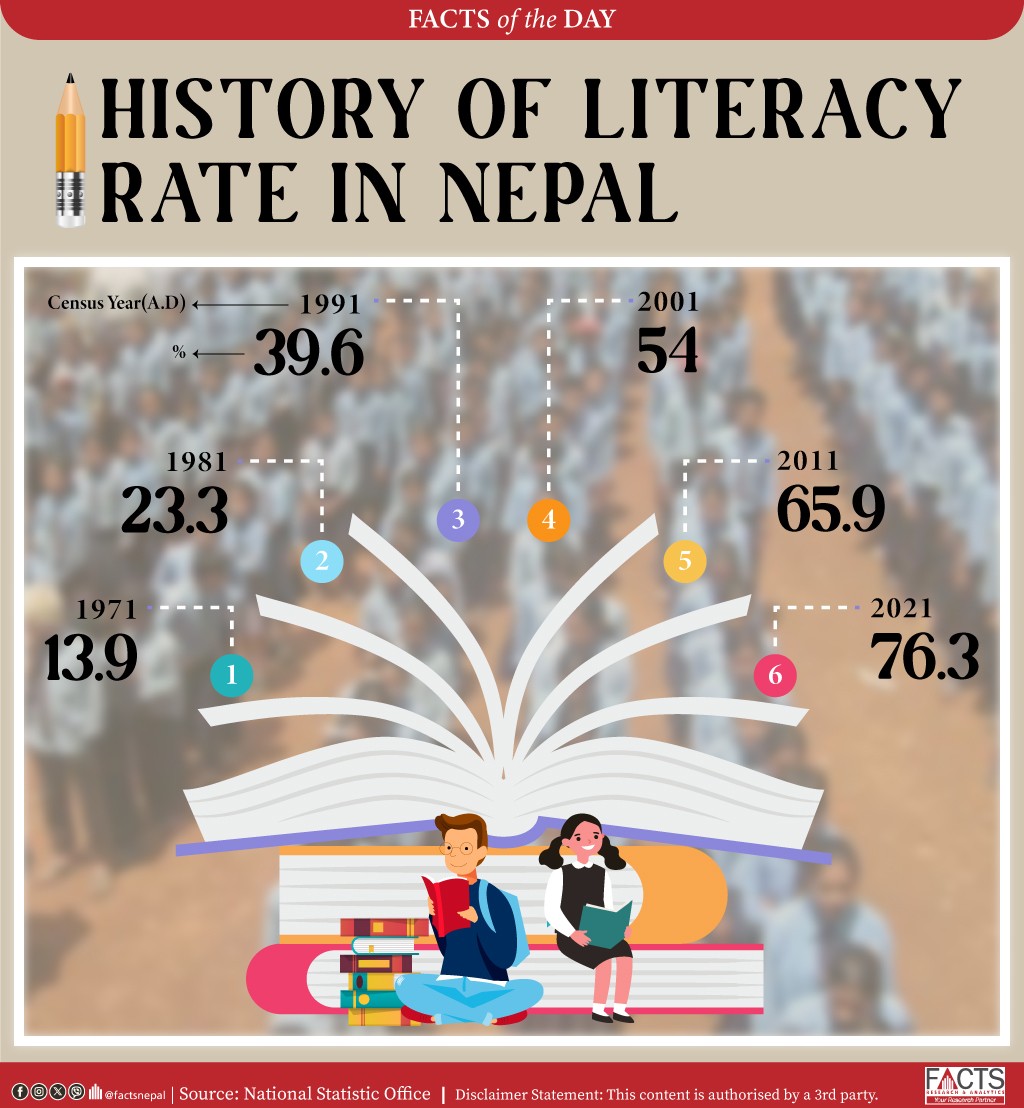 FACTS of the DAY
HISTORY OF LITERACY
RATE IN NEPAL
Census Year(A.D)
1991
%
39.6
2001
54
1981
23.3
3
4
2011
65.9
2
5
1971
13.9
1
2021
76.3
6
@factsnepal | Source: National Statistic Office | Disclaimer Statement: This content is authorised by a 3rd party.
FACTS
RESEARCH & ANALYTICS
Your Research Partner